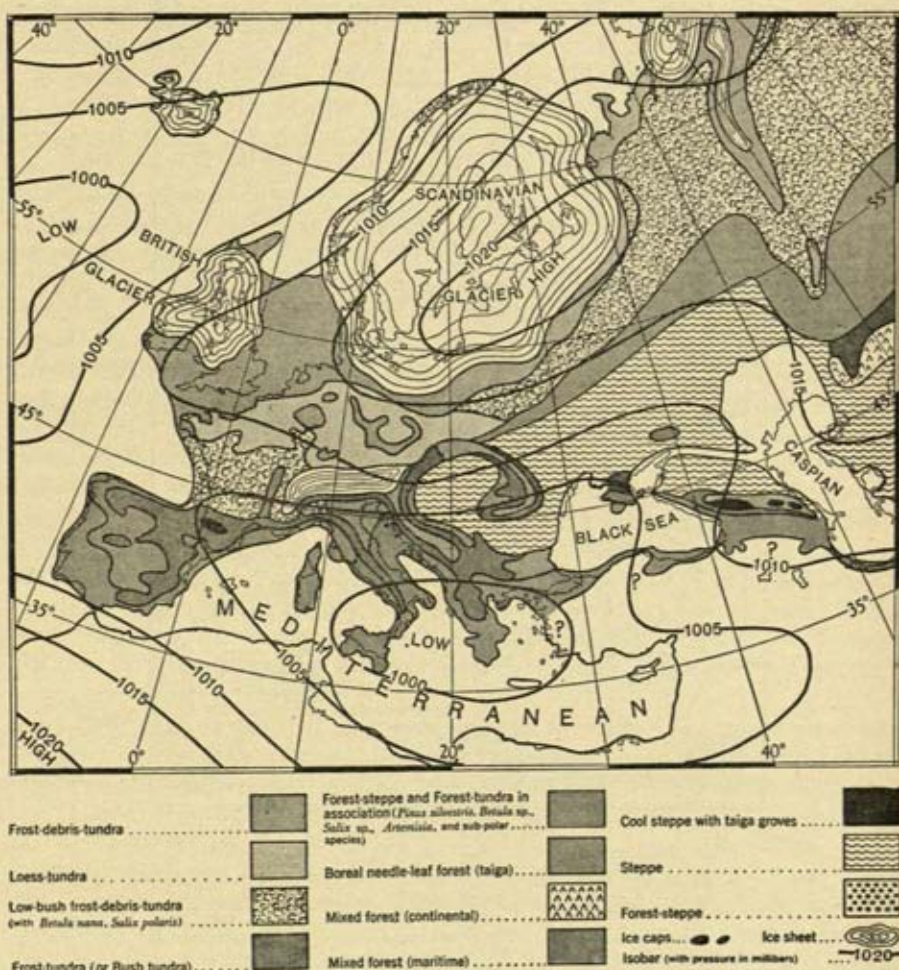 40° 20° 0° 20° 40° 60° 80°
1010
1005
1000
55°
LOW
BRITISH
GLACIER
SCANDINAVIAN
1010
1015
1020
GLACIER HIGH
55°
1005
45°
1015
45°
CASPIAN
BLACK SEA
?
?
1010
?
35°
MEDITERRANEAN
LOW
1005
1000
1005
35°
1010
1015
1020
HIGH
0° 20° 40°
Frost-debris-tundra
Loess-tundra
Low-bush frost-debris-tundra
(with Betula nana, Salix polaris)
Frost-tundra (or Bush tundra)
Forest-steppe and Forest-tundra in
association (Pinus silvestris, Betula sp.,
Salix sp., Artemisia, and sub-polar
species)
Boreal needle-leaf forest (taiga)
Mixed forest (continental)
Mixed forest (maritime)
Cool steppe with taiga groves
Steppe
Forest-steppe
Ice caps Ice sheet
Isobar (with pressure in millibars) 1020